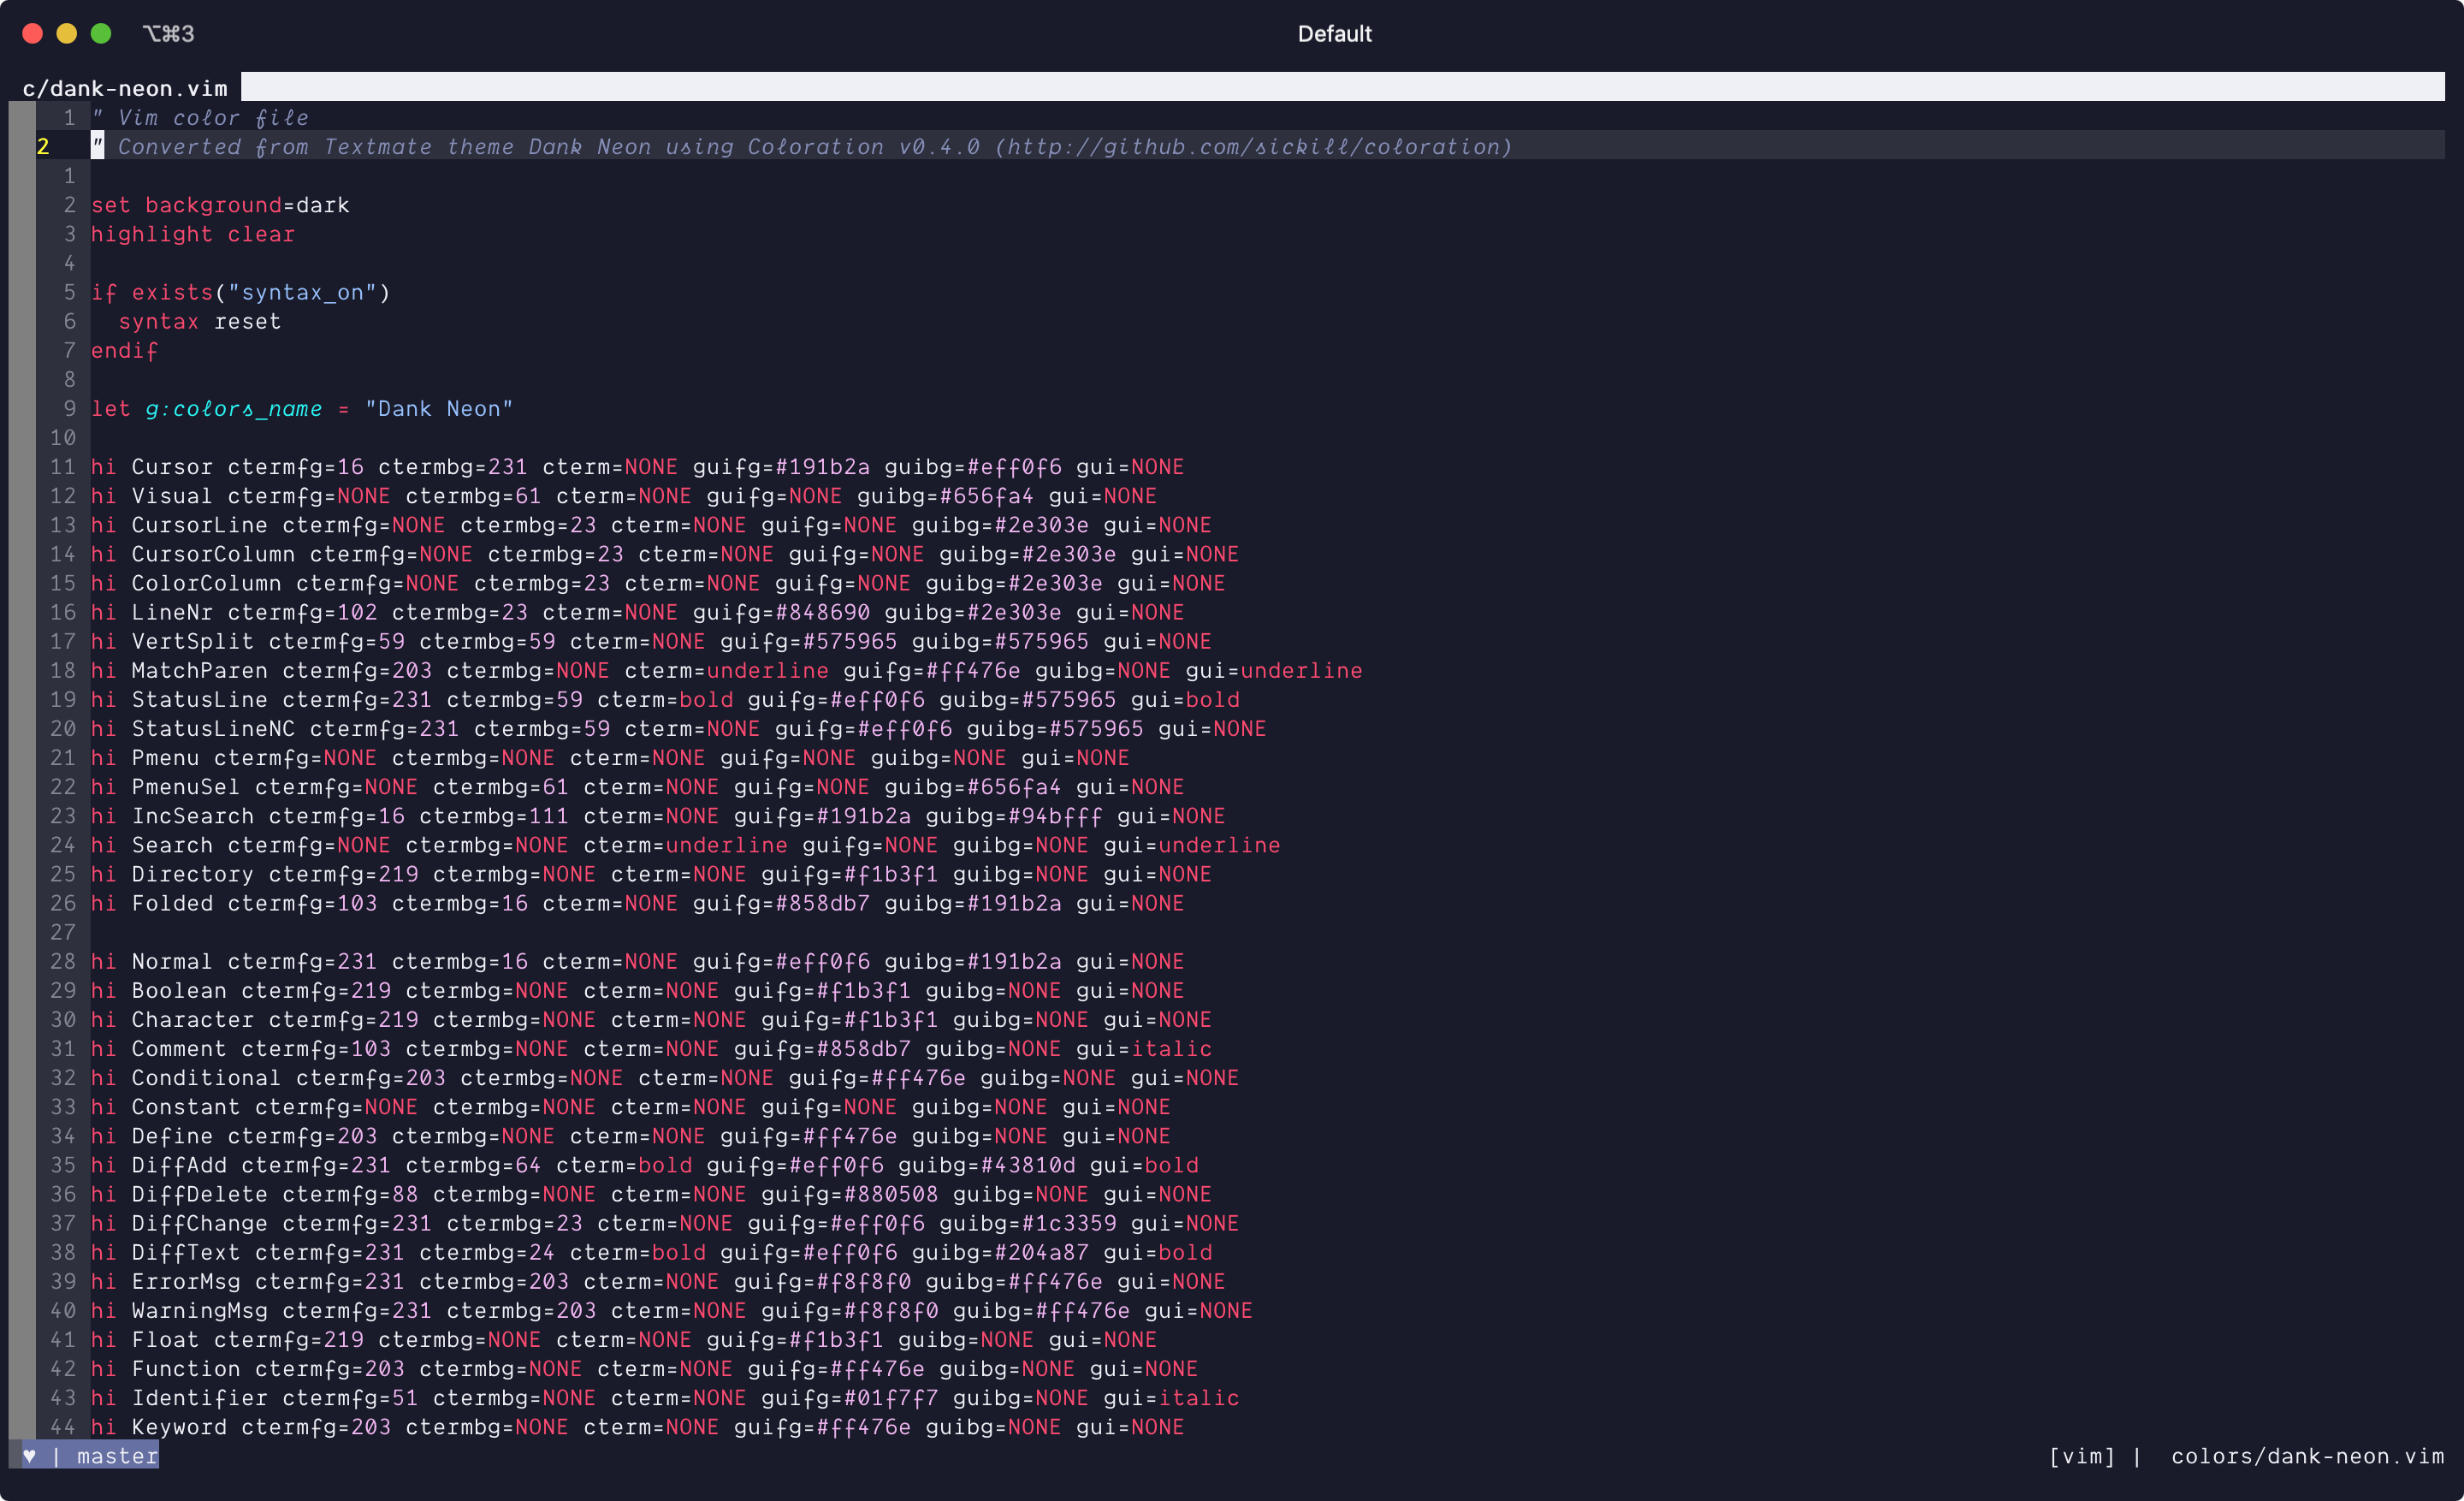 ⌥⌘3 Default
c/dank-neon.vim
1 " Vim color file
2 " Converted from Textmate theme Dank Neon using Coloration v0.4.0 (http://github.com/sickill/coloration)
1
2 set background=dark
3 highlight clear
4
5 if exists("syntax_on")
6   syntax reset
7 endif
8
9 let g:colors_name = "Dank Neon"
10
11 hi Cursor ctermfg=16 ctermbg=231 cterm=NONE guifg=#191b2a guibg=#eff0f6 gui=NONE
12 hi Visual ctermfg=NONE ctermbg=61 cterm=NONE guifg=NONE guibg=#656fa4 gui=NONE
13 hi CursorLine ctermfg=NONE ctermbg=23 cterm=NONE guifg=NONE guibg=#2e303e gui=NONE
14 hi CursorColumn ctermfg=NONE ctermbg=23 cterm=NONE guifg=NONE guibg=#2e303e gui=NONE
15 hi ColorColumn ctermfg=NONE ctermbg=23 cterm=NONE guifg=NONE guibg=#2e303e gui=NONE
16 hi LineNr ctermfg=102 ctermbg=23 cterm=NONE guifg=#848690 guibg=#2e303e gui=NONE
17 hi VertSplit ctermfg=59 ctermbg=59 cterm=NONE guifg=#575965 guibg=#575965 gui=NONE
18 hi MatchParen ctermfg=203 ctermbg=NONE cterm=underline guifg=#ff476e guibg=NONE gui=underline
19 hi StatusLine ctermfg=231 ctermbg=59 cterm=bold guifg=#eff0f6 guibg=#575965 gui=bold
20 hi StatusLineNC ctermfg=231 ctermbg=59 cterm=NONE guifg=#eff0f6 guibg=#575965 gui=NONE
21 hi Pmenu ctermfg=NONE ctermbg=NONE cterm=NONE guifg=NONE guibg=NONE gui=NONE
22 hi PmenuSel ctermfg=NONE ctermbg=61 cterm=NONE guifg=NONE guibg=#656fa4 gui=NONE
23 hi IncSearch ctermfg=16 ctermbg=111 cterm=NONE guifg=#191b2a guibg=#94bfff gui=NONE
24 hi Search ctermfg=NONE ctermbg=NONE cterm=underline guifg=NONE guibg=NONE gui=underline
25 hi Directory ctermfg=219 ctermbg=NONE cterm=NONE guifg=#f1b3f1 guibg=NONE gui=NONE
26 hi Folded ctermfg=103 ctermbg=16 cterm=NONE guifg=#858db7 guibg=#191b2a gui=NONE
27
28 hi Normal ctermfg=231 ctermbg=16 cterm=NONE guifg=#eff0f6 guibg=#191b2a gui=NONE
29 hi Boolean ctermfg=219 ctermbg=NONE cterm=NONE guifg=#f1b3f1 guibg=NONE gui=NONE
30 hi Character ctermfg=219 ctermbg=NONE cterm=NONE guifg=#f1b3f1 guibg=NONE gui=NONE
31 hi Comment ctermfg=103 ctermbg=NONE cterm=NONE guifg=#858db7 guibg=NONE gui=italic
32 hi Conditional ctermfg=203 ctermbg=NONE cterm=NONE guifg=#ff476e guibg=NONE gui=NONE
33 hi Constant ctermfg=NONE ctermbg=NONE cterm=NONE guifg=NONE guibg=NONE gui=NONE
34 hi Define ctermfg=203 ctermbg=NONE cterm=NONE guifg=#ff476e guibg=NONE gui=NONE
35 hi DiffAdd ctermfg=231 ctermbg=64 cterm=bold guifg=#eff0f6 guibg=#43810d gui=bold
36 hi DiffDelete ctermfg=88 ctermbg=NONE cterm=NONE guifg=#880508 guibg=NONE gui=NONE
37 hi DiffChange ctermfg=231 ctermbg=23 cterm=NONE guifg=#eff0f6 guibg=#1c3359 gui=NONE
38 hi DiffText ctermfg=231 ctermbg=24 cterm=bold guifg=#eff0f6 guibg=#204a87 gui=bold
39 hi ErrorMsg ctermfg=231 ctermbg=203 cterm=NONE guifg=#f8f8f0 guibg=#ff476e gui=NONE
40 hi WarningMsg ctermfg=231 ctermbg=203 cterm=NONE guifg=#f8f8f0 guibg=#ff476e gui=NONE
41 hi Float ctermfg=219 ctermbg=NONE cterm=NONE guifg=#f1b3f1 guibg=NONE gui=NONE
42 hi Function ctermfg=203 ctermbg=NONE cterm=NONE guifg=#ff476e guibg=NONE gui=NONE
43 hi Identifier ctermfg=51 ctermbg=NONE cterm=NONE guifg=#01f7f7 guibg=NONE gui=italic
44 hi Keyword ctermfg=203 ctermbg=NONE cterm=NONE guifg=#ff476e guibg=NONE gui=NONE
♥ | master [vim] | colors/dank-neon.vim